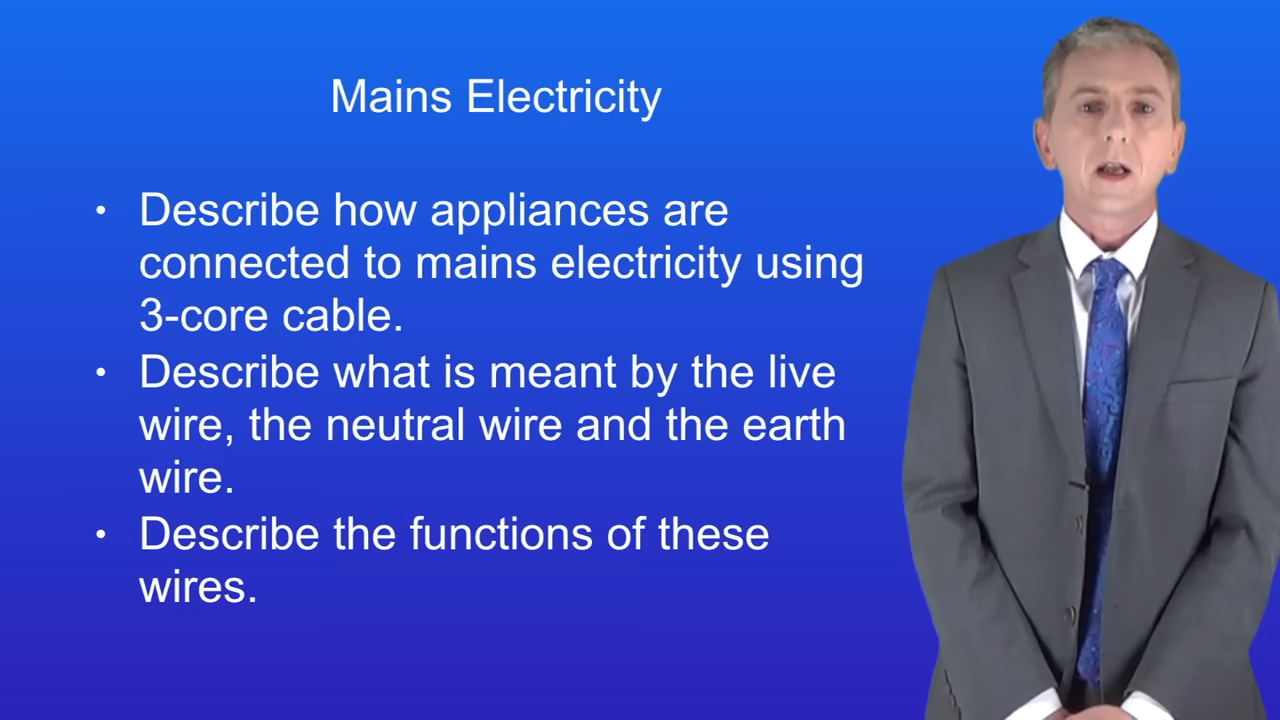 Mains Electricity
• Describe how appliances are
connected to mains electricity using
3-core cable.
• Describe what is meant by the live
wire, the neutral wire and the earth
wire.
• Describe the functions of these
wires.